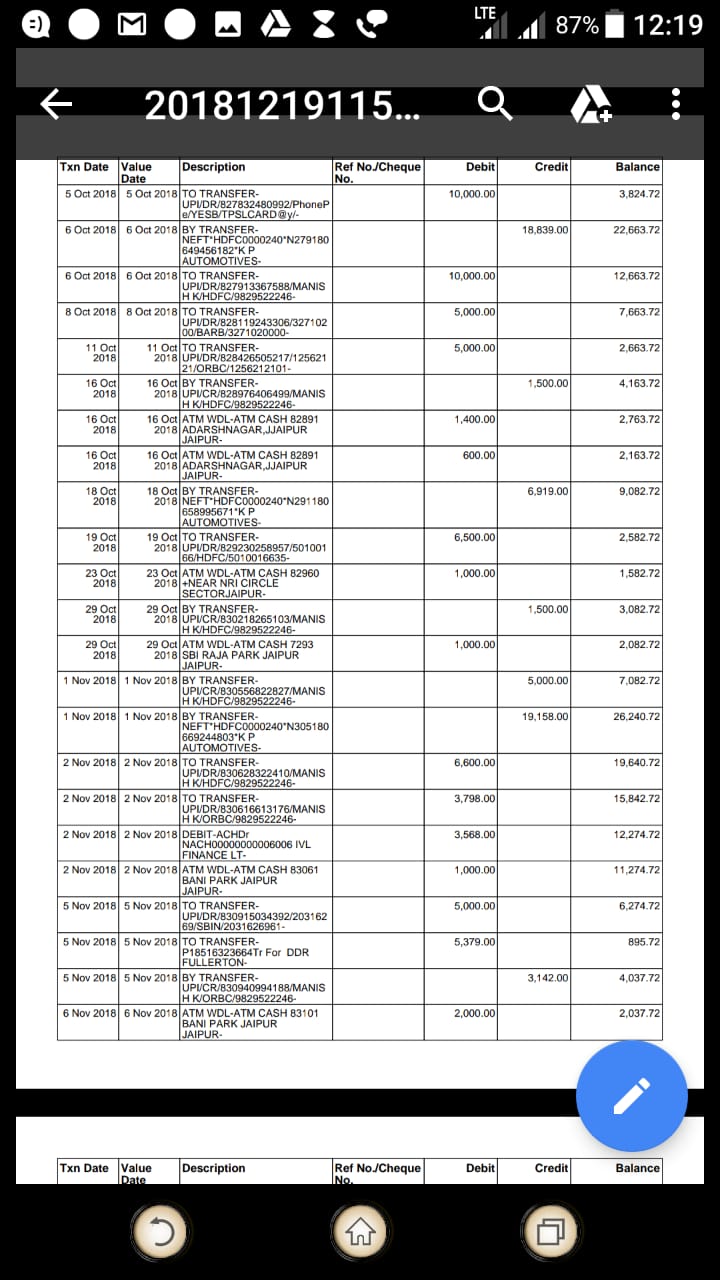 LTE 87% 12:19
20181219115...
Txn Date Value Date Description Ref No./Cheque No. Debit Credit Balance
5 Oct 2018 5 Oct 2018 TO TRANSFER- 10,000.00 3,824.72
UPI/DR/827832480992/PhoneP
e/YESB/TPSLCARD@y/-
6 Oct 2018 6 Oct 2018 BY TRANSFER- 18,839.00 22,663.72
NEFT*HDFC0000240*N279180
649456182*K P
AUTOMOTIVES-
6 Oct 2018 6 Oct 2018 TO TRANSFER- 10,000.00 12,663.72
UPI/DR/827913367588/MANIS
H K/HDFC/9829522246-
8 Oct 2018 8 Oct 2018 TO TRANSFER- 5,000.00 7,663.72
UPI/DR/828119243306/327102
00/BARB/3271020000-
11 Oct 11 Oct TO TRANSFER- 5,000.00 2,663.72
2018 2018 UPI/DR/828426505217/125621
21/ORBC/1256212101-
16 Oct 16 Oct BY TRANSFER- 1,500.00 4,163.72
2018 2018 UPI/CR/828976406499/MANIS
H K/HDFC/9829522246-
16 Oct 16 Oct ATM WDL-ATM CASH 82891 1,400.00 2,763.72
2018 2018 ADARSHNAGAR,JJAIPUR
JAIPUR-
16 Oct 16 Oct ATM WDL-ATM CASH 82891 600.00 2,163.72
2018 2018 ADARSHNAGAR,JJAIPUR
JAIPUR-
18 Oct 18 Oct BY TRANSFER- 6,919.00 9,082.72
2018 2018 NEFT*HDFC0000240*N291180
658995671*K P
AUTOMOTIVES-
19 Oct 19 Oct TO TRANSFER- 6,500.00 2,582.72
2018 2018 UPI/DR/829230258957/501001
66/HDFC/5010016635-
23 Oct 23 Oct ATM WDL-ATM CASH 82960 1,000.00 1,582.72
2018 2018 +NEAR NRI CIRCLE
SECTORJAIPUR-
29 Oct 29 Oct BY TRANSFER- 1,500.00 3,082.72
2018 2018 UPI/CR/830218265103/MANIS
H K/HDFC/9829522246-
29 Oct 29 Oct ATM WDL-ATM CASH 7293 1,000.00 2,082.72
2018 2018 SBI RAJA PARK JAIPUR
JAIPUR-
1 Nov 2018 1 Nov 2018 BY TRANSFER- 5,000.00 7,082.72
UPI/CR/830556822827/MANIS
H K/HDFC/9829522246-
1 Nov 2018 1 Nov 2018 BY TRANSFER- 19,158.00 26,240.72
NEFT*HDFC0000240*N305180
669244803*K P
AUTOMOTIVES-
2 Nov 2018 2 Nov 2018 TO TRANSFER- 6,600.00 19,640.72
UPI/DR/830628322410/MANIS
H K/HDFC/9829522246-
2 Nov 2018 2 Nov 2018 TO TRANSFER- 3,798.00 15,842.72
UPI/DR/830616613176/MANIS
H K/ORBC/9829522246-
2 Nov 2018 2 Nov 2018 DEBIT-ACHDr 3,568.00 12,274.72
NACH00000000006006 IVL
FINANCE LT-
2 Nov 2018 2 Nov 2018 ATM WDL-ATM CASH 83061 1,000.00 11,274.72
BANI PARK JAIPUR
JAIPUR-
5 Nov 2018 5 Nov 2018 TO TRANSFER- 5,000.00 6,274.72
UPI/DR/830915034392/203162
69/SBIN/2031626961-
5 Nov 2018 5 Nov 2018 TO TRANSFER- 5,379.00 895.72
P18516323664Tr For DDR
FULLERTON-
5 Nov 2018 5 Nov 2018 BY TRANSFER- 3,142.00 4,037.72
UPI/CR/830940994188/MANIS
H K/ORBC/9829522246-
6 Nov 2018 6 Nov 2018 ATM WDL-ATM CASH 83101 2,000.00 2,037.72
BANI PARK JAIPUR
JAIPUR-
Txn Date Value Date Description Ref No./Cheque No. Debit Credit Balance